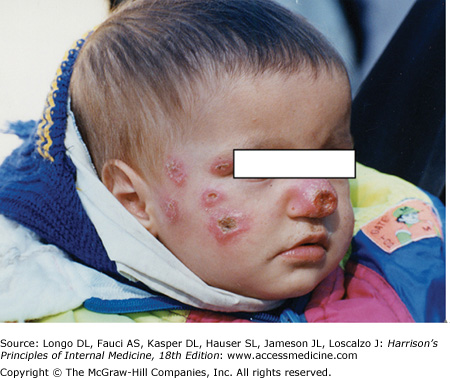 Source: Longo DL, Fauci AS, Kasper DL, Hauser SL, Jameson JL, Loscalzo J: Harrison's
Principles of Internal Medicine, 18th Edition: www.accessmedicine.com
Copyright © The McGraw-Hill Companies, Inc. All rights reserved.